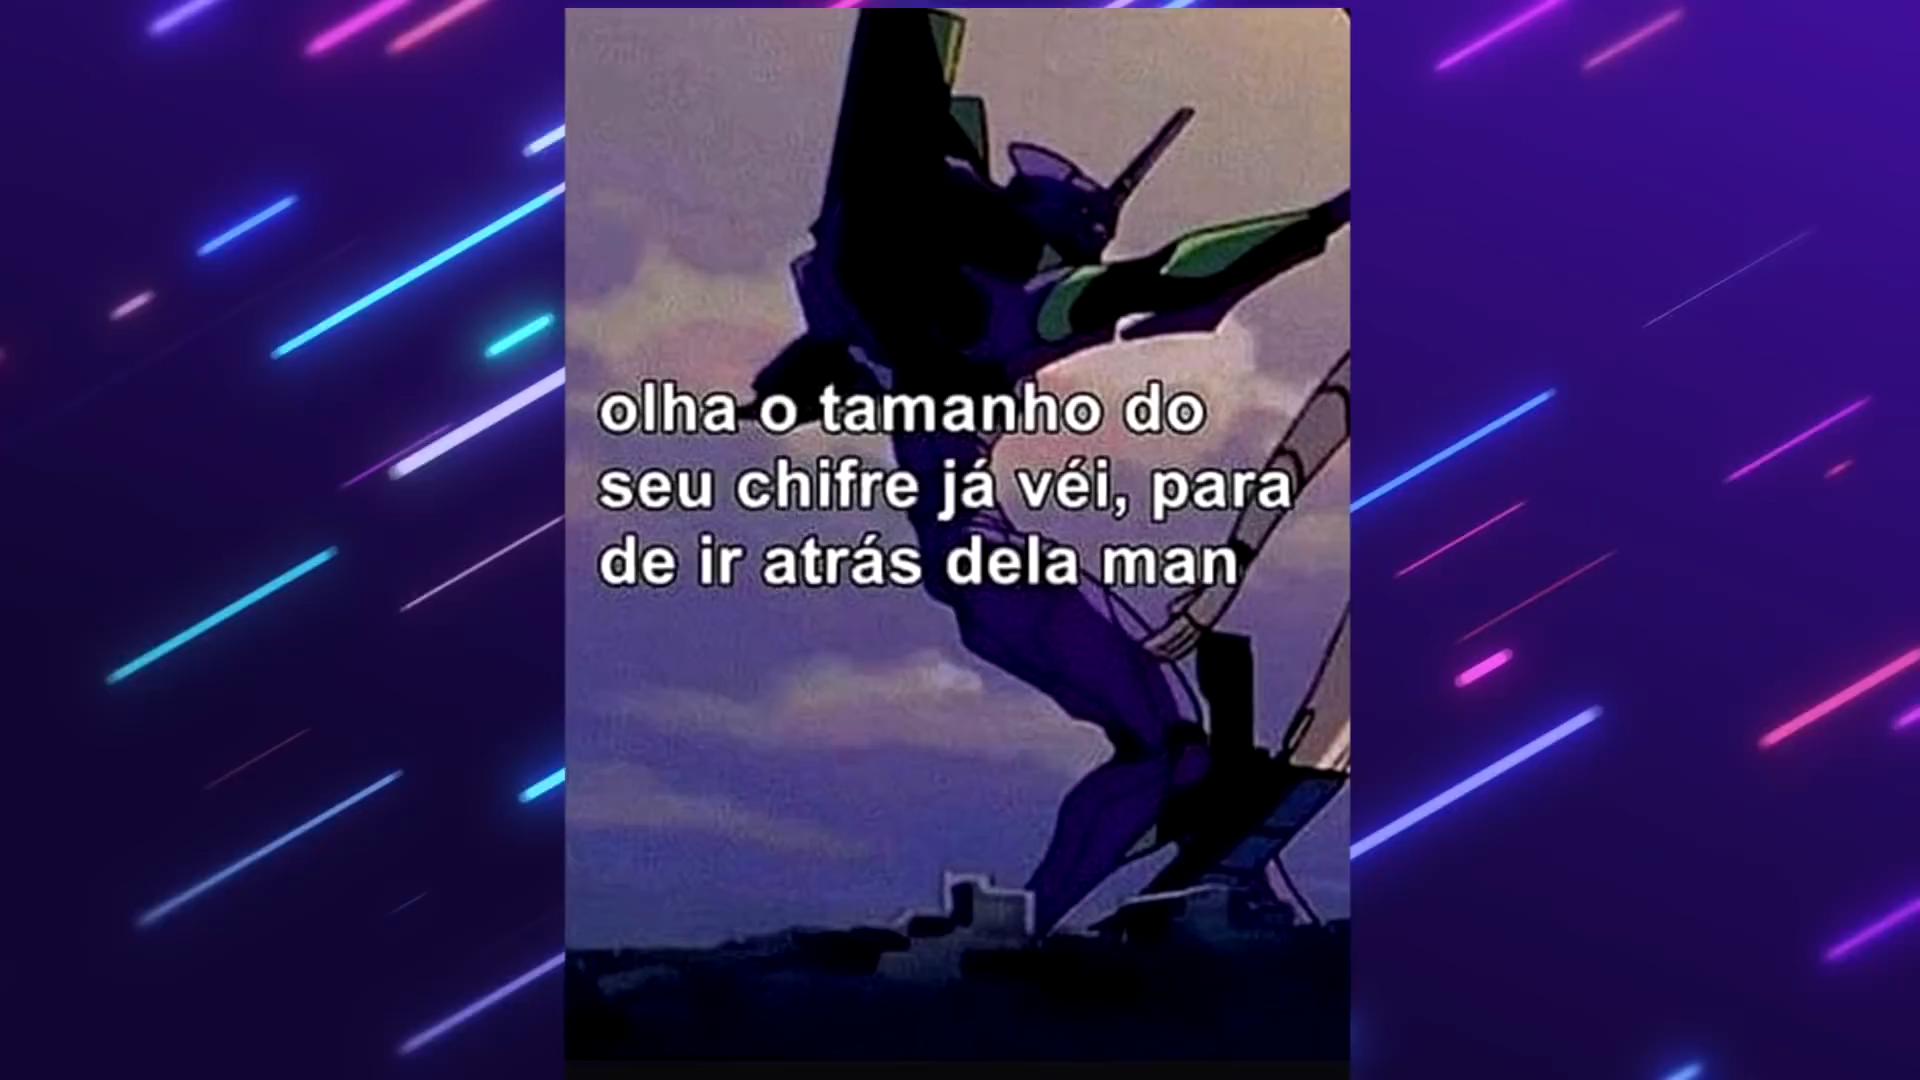 olha o tamanho do
seu chifre já véi, para
de ir atrás dela man